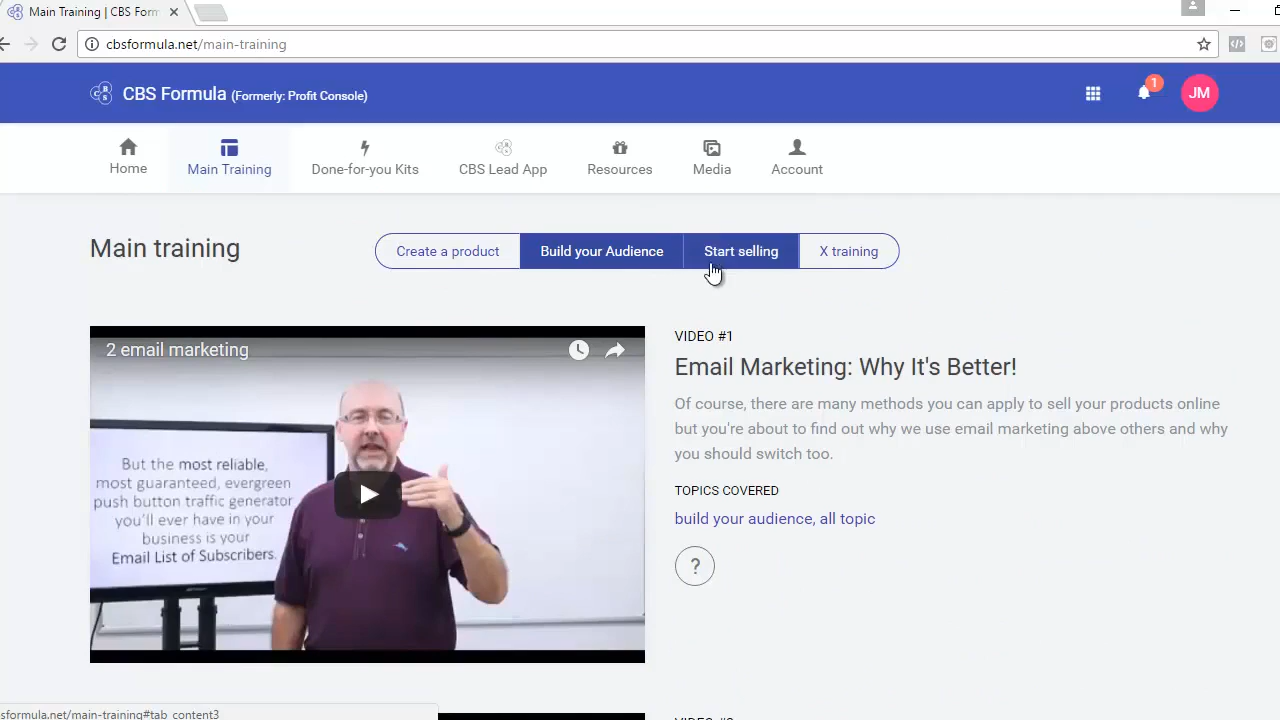 Main Training | CBS Form
cbsformula.net/main-training
CBS Formula (Formerly: Profit Console)
1
JM
Home
Main Training
Done-for-you Kits
CBS Lead App
Resources
Media
Account
Main training
Create a product
Build your Audience
Start selling
X training
2 email marketing
But the most reliable,
most guaranteed, evergreen
push button traffic generator
you'll ever have in your
business is your
Email List of Subscribers.
VIDEO #1
Email Marketing: Why It's Better!
Of course, there are many methods you can apply to sell your products online
but you're about to find out why we use email marketing above others and why
you should switch too.
TOPICS COVERED
build your audience, all topic
?
sformula.net/main-training#tab_content3